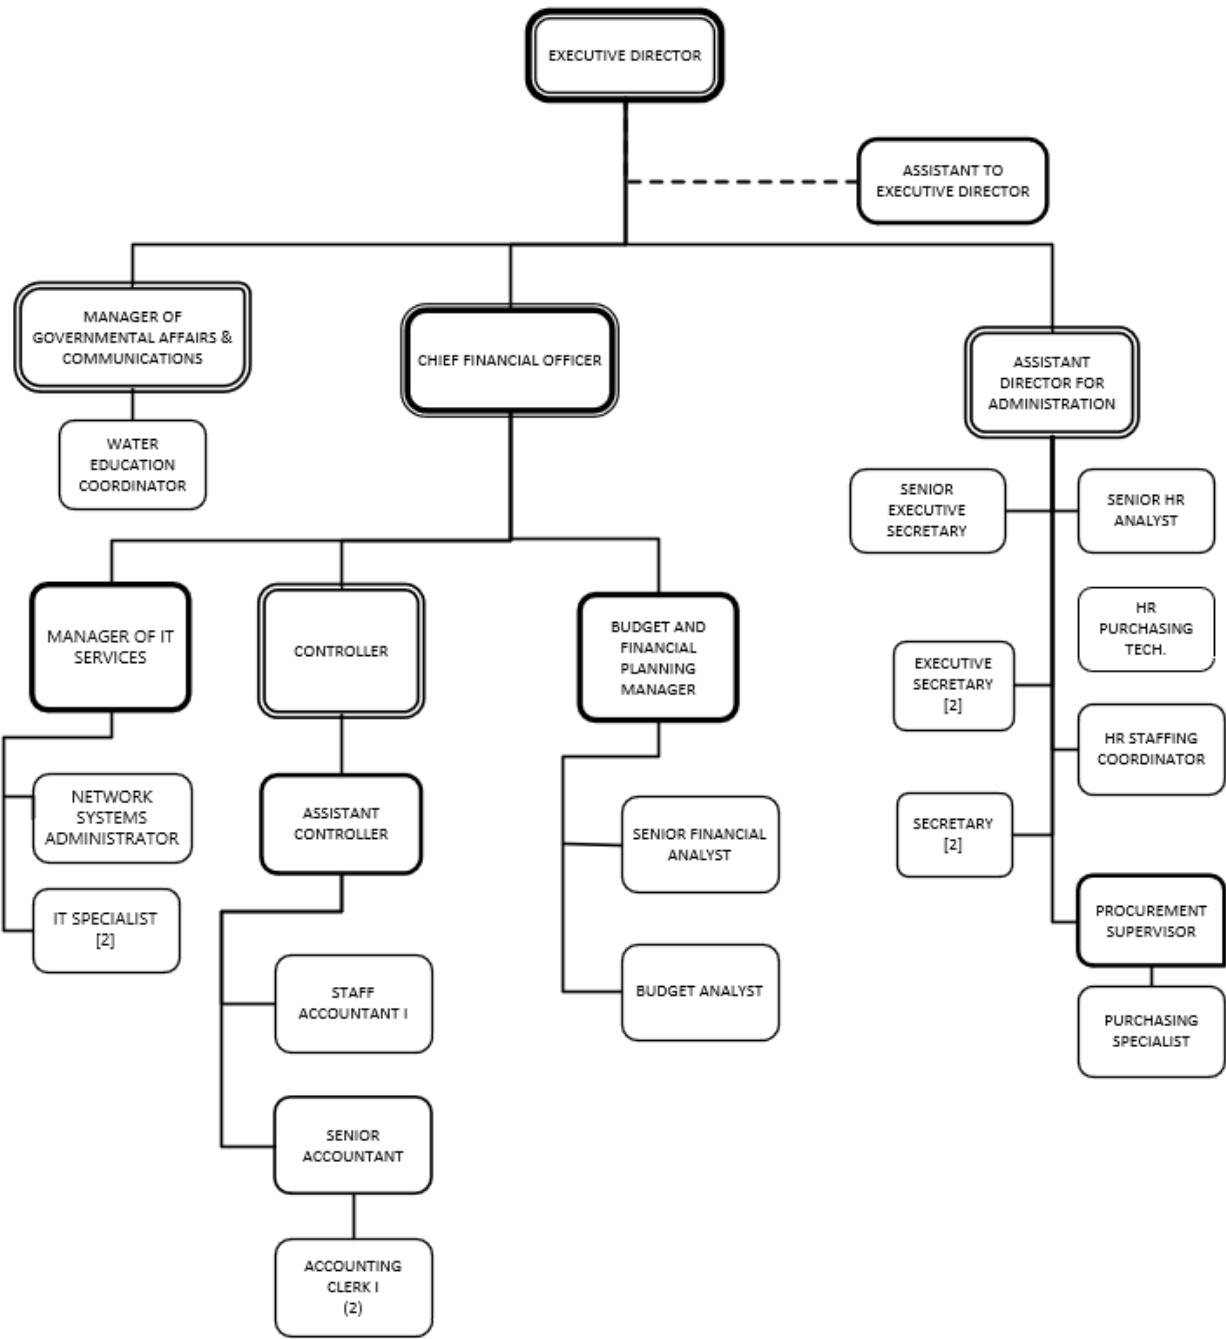 EXECUTIVE DIRECTOR
ASSISTANT TO
EXECUTIVE DIRECTOR
MANAGER OF
GOVERNMENTAL AFFAIRS &
COMMUNICATIONS
CHIEF FINANCIAL OFFICER
ASSISTANT
DIRECTOR FOR
ADMINISTRATION
WATER
EDUCATION
COORDINATOR
SENIOR
EXECUTIVE
SECRETARY
SENIOR HR
ANALYST
MANAGER OF IT
SERVICES
CONTROLLER
BUDGET AND
FINANCIAL
PLANNING
MANAGER
HR
PURCHASING
TECH.
EXECUTIVE
SECRETARY
[2]
HR STAFFING
COORDINATOR
NETWORK
SYSTEMS
ADMINISTRATOR
ASSISTANT
CONTROLLER
SENIOR FINANCIAL
ANALYST
SECRETARY
[2]
IT SPECIALIST
[2]
PROCUREMENT
SUPERVISOR
STAFF
ACCOUNTANT I
BUDGET ANALYST
PURCHASING
SPECIALIST
SENIOR
ACCOUNTANT
ACCOUNTING
CLERK I
(2)